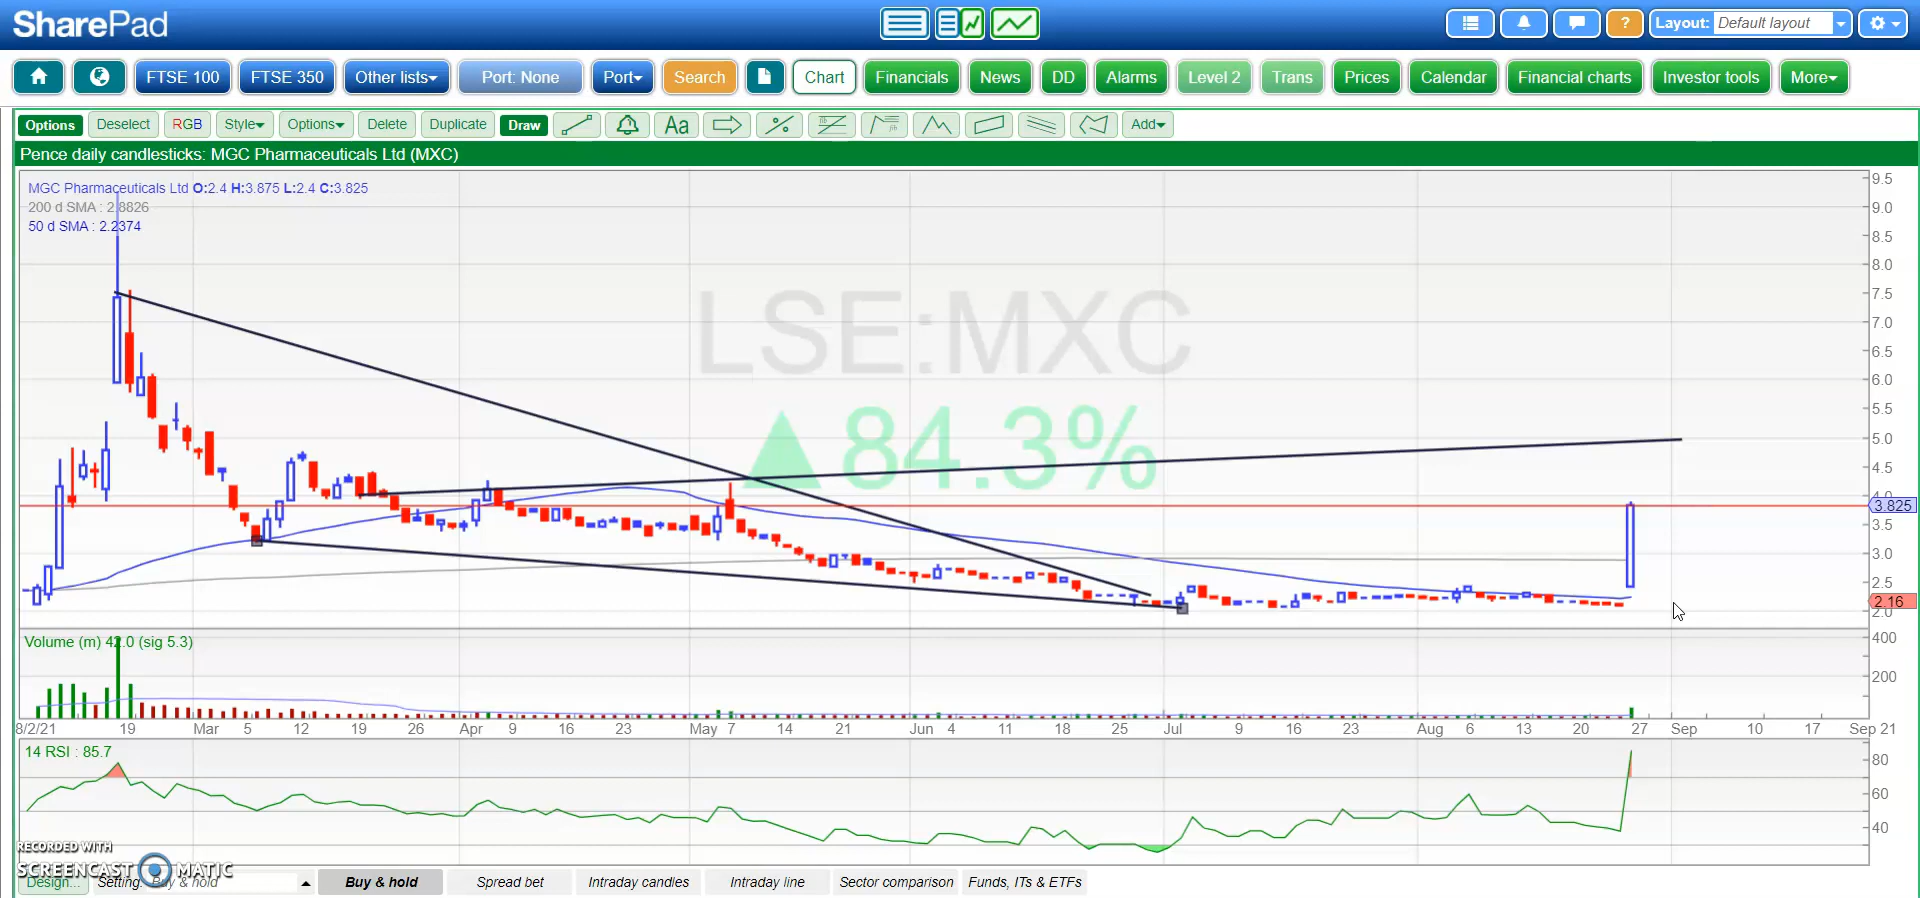 SharePad
?
Layout: Default layout
FTSE 100 FTSE 350 Other lists Port: None Port Search Chart Financials News DD Alarms Level 2 Trans Prices Calendar Financial charts Investor tools More
Options Deselect RGB Style Options Delete Duplicate Draw Aa % Add
Pence daily candlesticks: MGC Pharmaceuticals Ltd (MXC)
MGC Pharmaceuticals Ltd O:2.4 H:3.875 L:2.4 C:3.825
200 d SMA : 2.8826
50 d SMA : 2.2374
LSE:MXC
▲84.3%
9.5
9.0
8.5
8.0
7.5
7.0
6.5
6.0
5.5
5.0
4.5
4.0
3.825
3.5
3.0
2.5
2.16
2.0
Volume (m) 42.0 (sig 5.3)
400
200
8/2/21 19 Mar 5 12 19 26 Apr 9 16 23 May 7 14 21 Jun 4 11 18 25 Jul 9 16 23 Aug 6 13 20 27 Sep 10 17 Sep 21
14 RSI : 85.7
80
60
40
RECORDED WITH
SCREENCAST MATIC
Design... Setting: Buy & hold Buy & hold Spread bet Intraday candles Intraday line Sector comparison Funds, ITs & ETFs